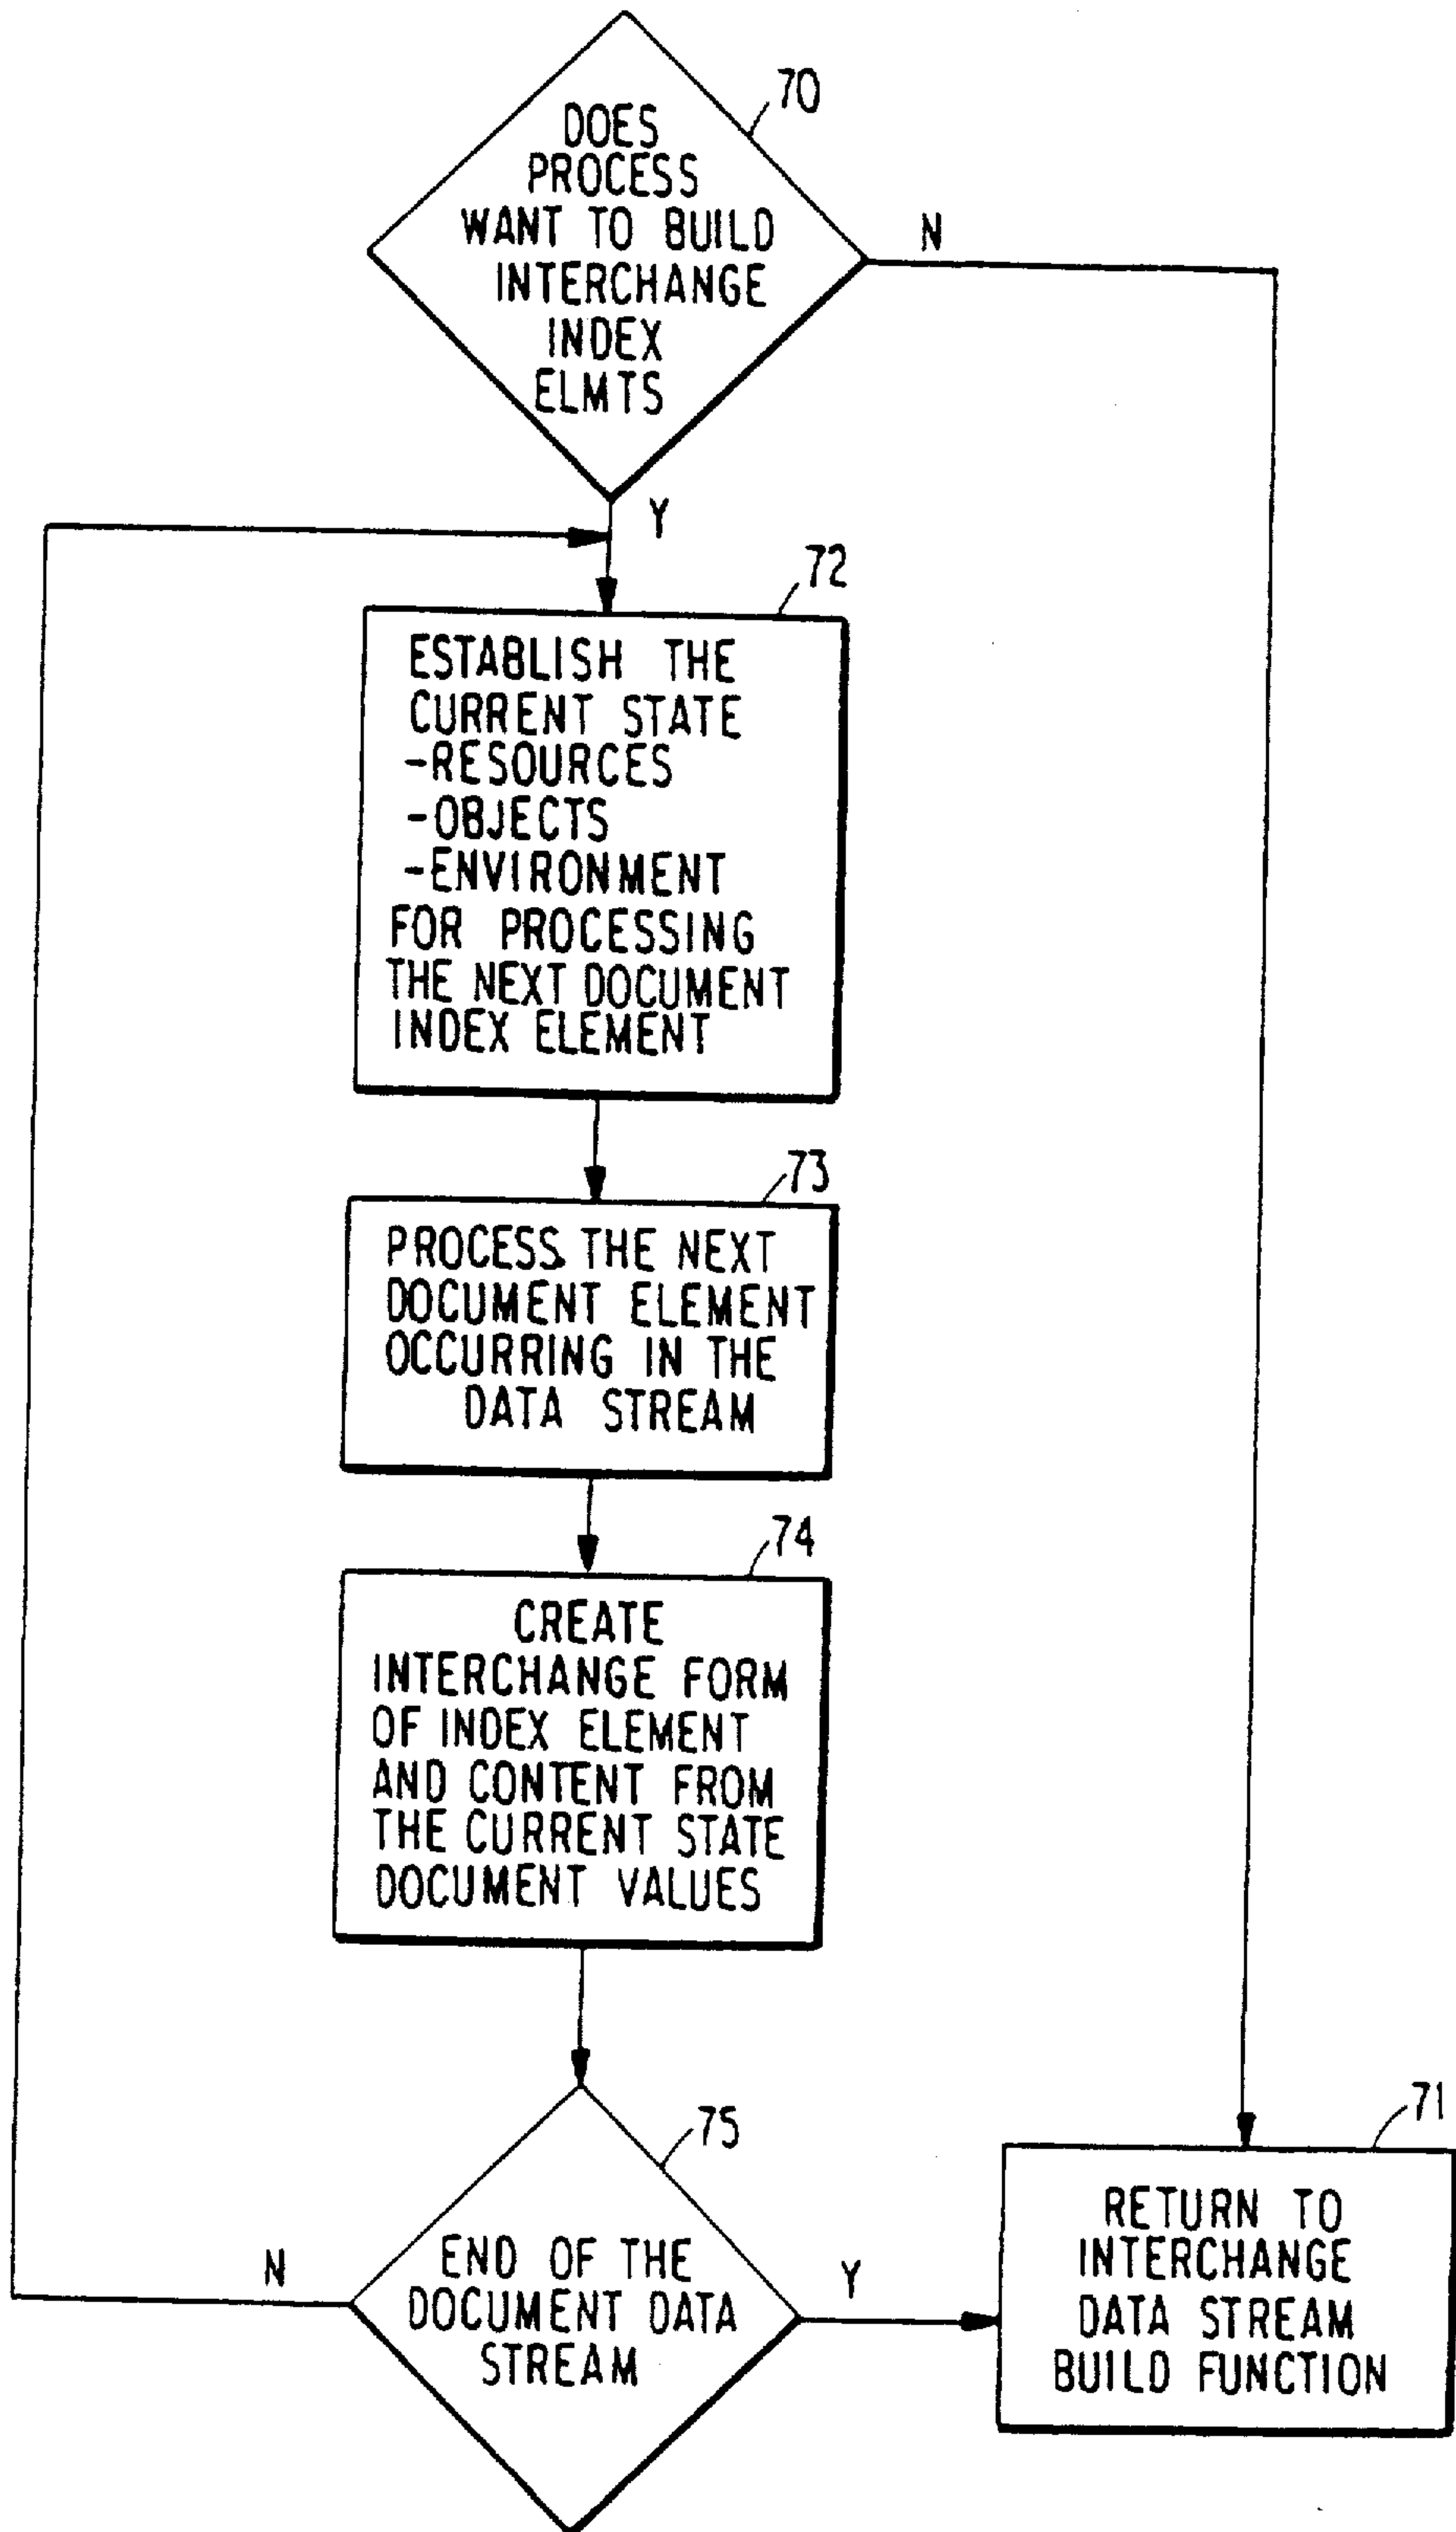 70
DOES
PROCESS
WANT TO BUILD
INTERCHANGE
INDEX
ELMTS
N
Y
72
ESTABLISH THE
CURRENT STATE
-RESOURCES
-OBJECTS
-ENVIRONMENT
FOR PROCESSING
THE NEXT DOCUMENT
INDEX ELEMENT
73
PROCESS THE NEXT
DOCUMENT ELEMENT
OCCURRING IN THE
DATA STREAM
74
CREATE
INTERCHANGE FORM
OF INDEX ELEMENT
AND CONTENT FROM
THE CURRENT STATE
DOCUMENT VALUES
75
END OF THE
DOCUMENT DATA
STREAM
N
Y
71
RETURN TO
INTERCHANGE
DATA STREAM
BUILD FUNCTION